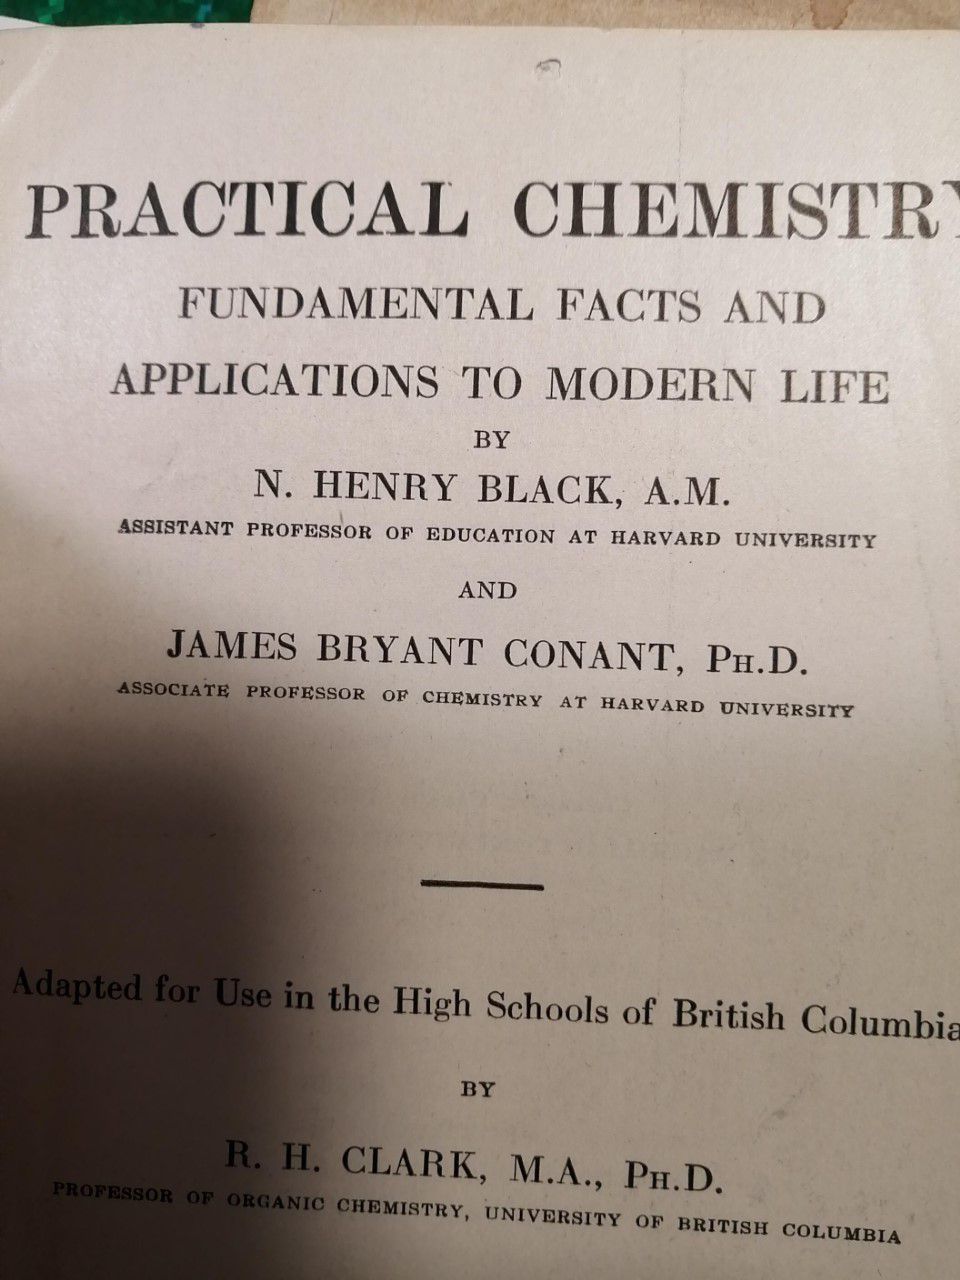 PRACTICAL CHEMISTRY
FUNDAMENTAL FACTS AND
APPLICATIONS TO MODERN LIFE
BY
N. HENRY BLACK, A.M.
ASSISTANT PROFESSOR OF EDUCATION AT HARVARD UNIVERSITY
AND
JAMES BRYANT CONANT, PH.D.
ASSOCIATE PROFESSOR OF CHEMISTRY AT HARVARD UNIVERSITY
Adapted for Use in the High Schools of British Columbia
BY
R. H. CLARK, M.A., PH.D.
PROFESSOR OF ORGANIC CHEMISTRY, UNIVERSITY OF BRITISH COLUMBIA